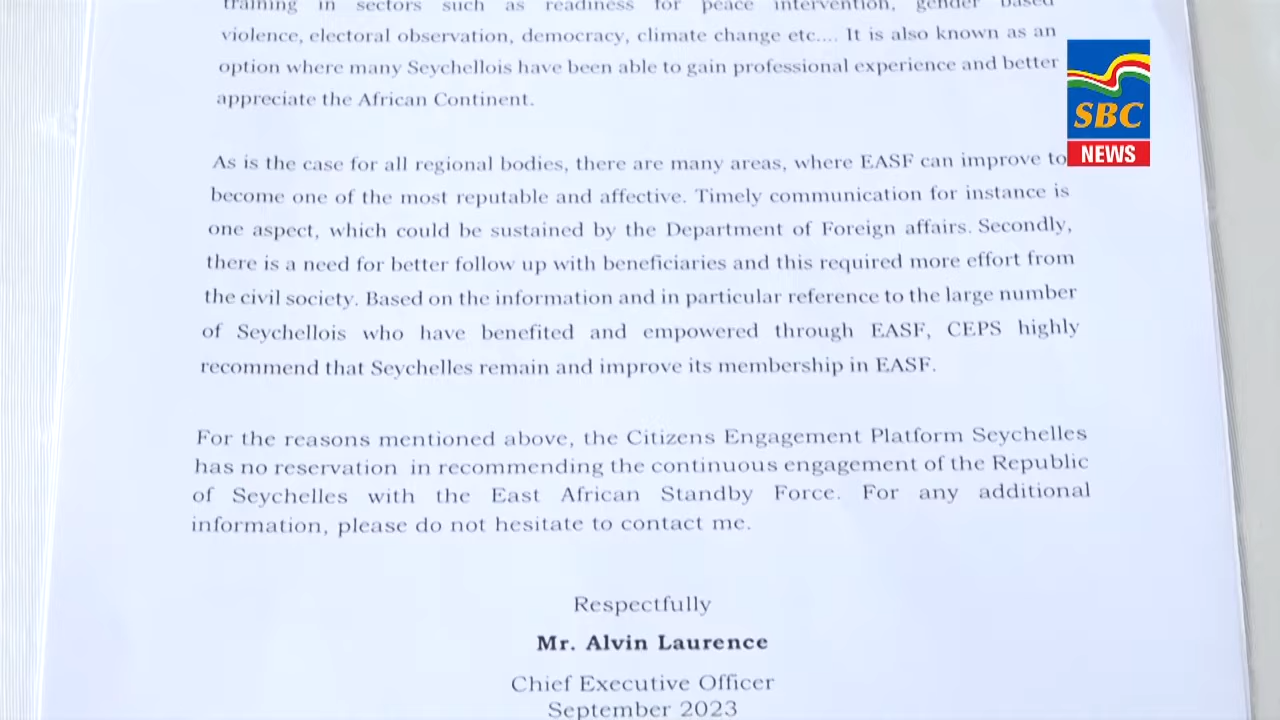 training in sectors such as readiness for peace intervention, gender based
violence, electoral observation, democracy, climate change etc.... It is also known as an
option where many Seychellois have been able to gain professional experience and better
appreciate the African Continent.
SBC
NEWS
As is the case for all regional bodies, there are many areas, where EASF can improve to
become one of the most reputable and affective. Timely communication for instance is
one aspect, which could be sustained by the Department of Foreign affairs. Secondly,
there is a need for better follow up with beneficiaries and this required more effort from
the civil society. Based on the information and in particular reference to the large number
of Seychellois who have benefited and empowered through EASF, CEPS highly
recommend that Seychelles remain and improve its membership in EASF.
For the reasons mentioned above, the Citizens Engagement Platform Seychelles
has no reservation in recommending the continuous engagement of the Republic
of Seychelles with the East African Standby Force. For any additional
information, please do not hesitate to contact me.
Respectfully
Mr. Alvin Laurence
Chief Executive Officer
September 2023